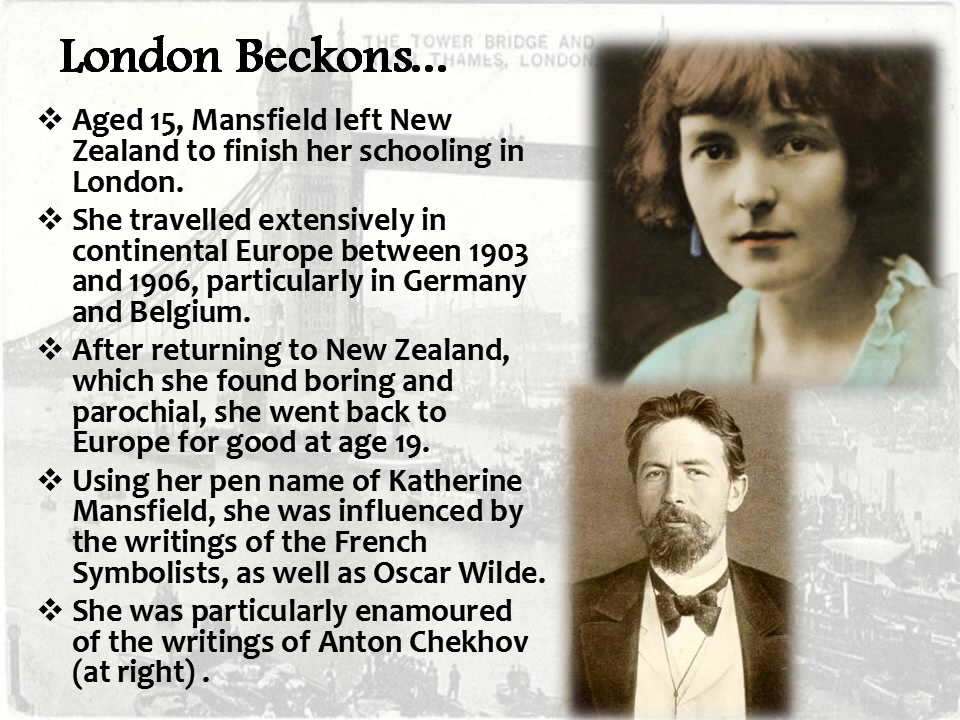 London Beckons...
THE TOWER BRIDGE AND
THAMES, LONDON
❖ Aged 15, Mansfield left New
Zealand to finish her schooling in
London.
❖ She travelled extensively in
continental Europe between 1903
and 1906, particularly in Germany
and Belgium.
❖ After returning to New Zealand,
which she found boring and
parochial, she went back to
Europe for good at age 19.
❖ Using her pen name of Katherine
Mansfield, she was influenced by
the writings of the French
Symbolists, as well as Oscar Wilde.
❖ She was particularly enamoured
of the writings of Anton Chekhov
(at right) .